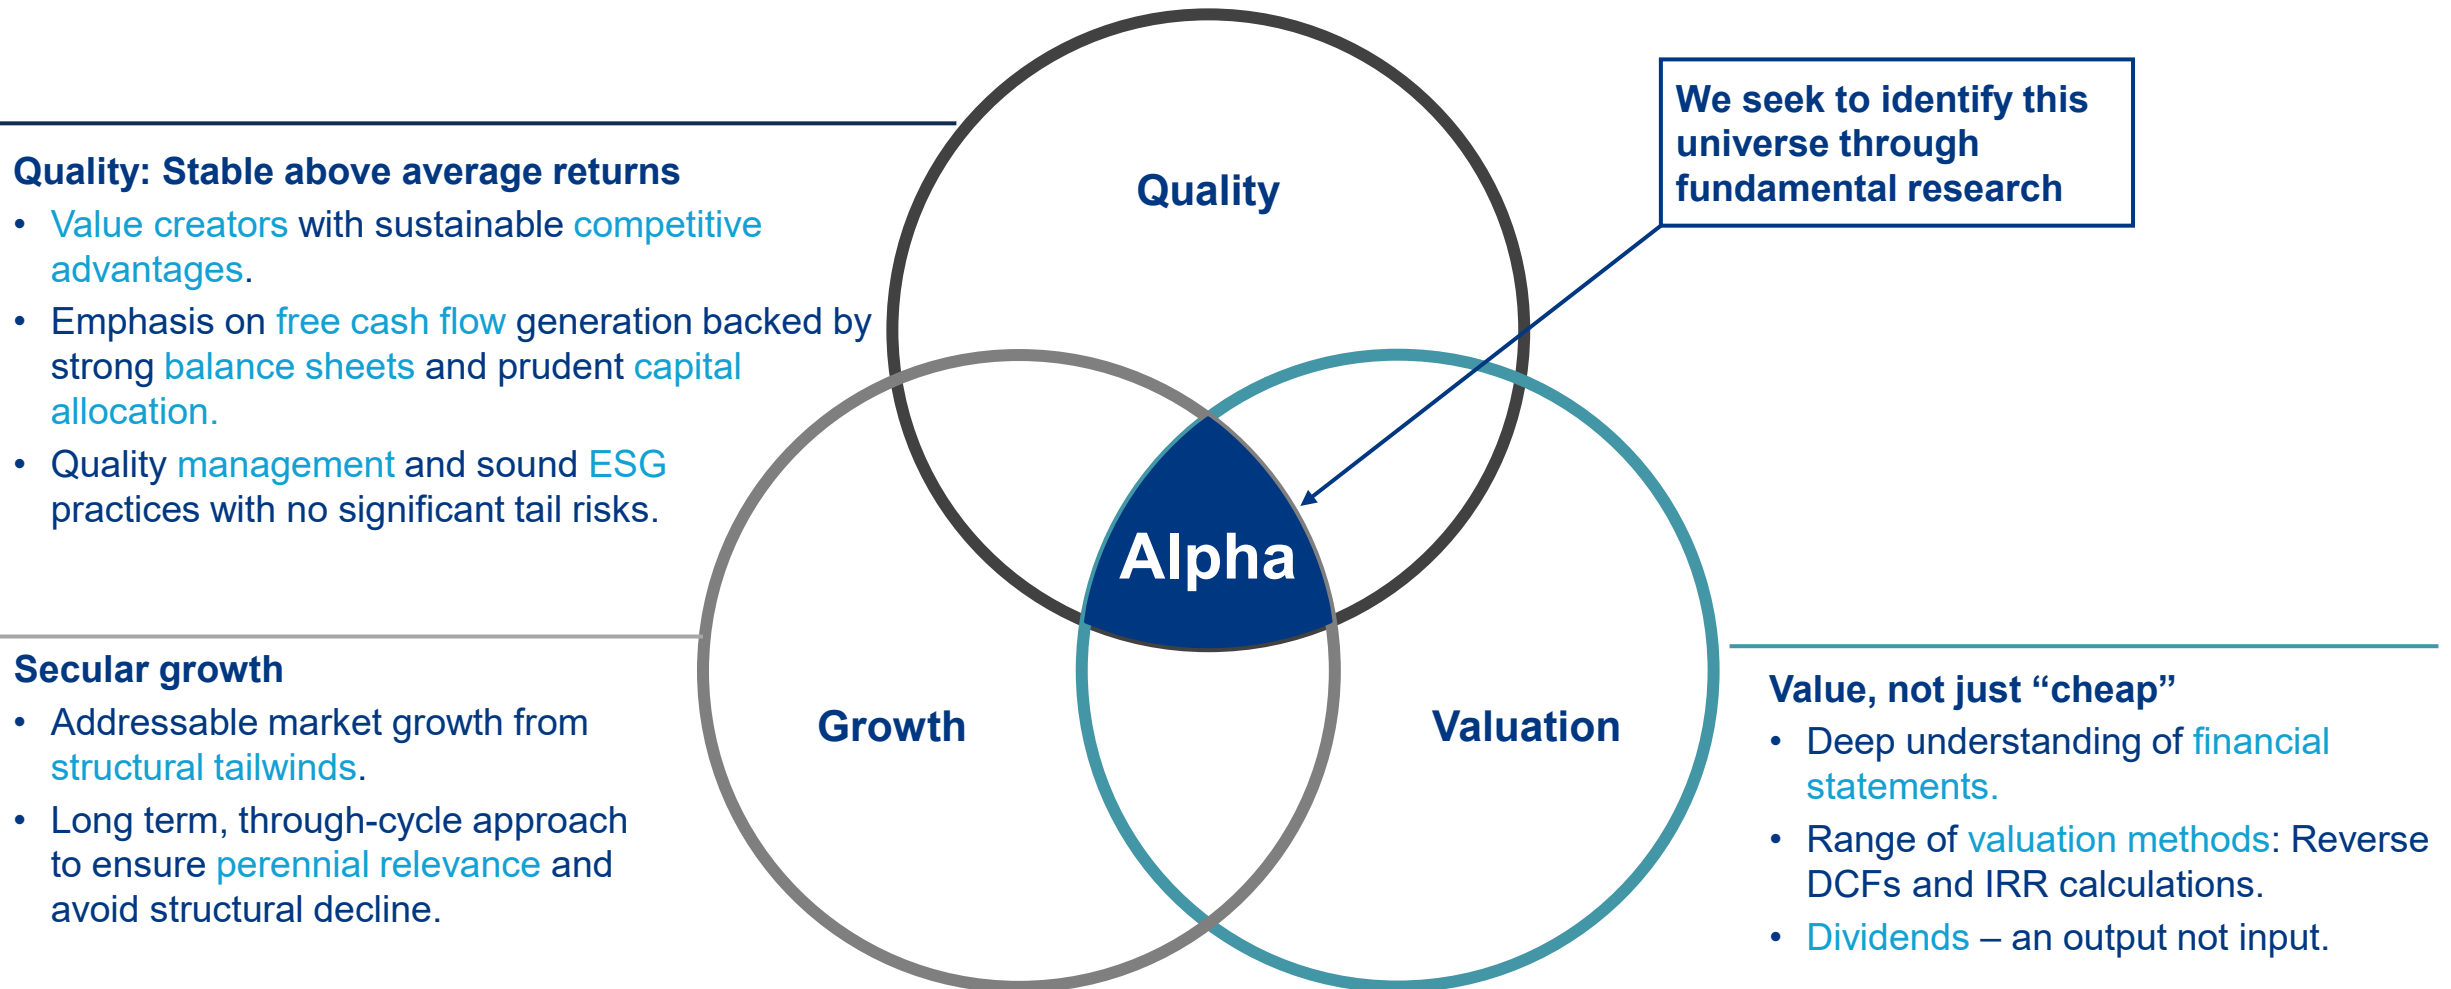 Quality: Stable above average returns
• Value creators with sustainable competitive
advantages.
• Emphasis on free cash flow generation backed by
strong balance sheets and prudent capital
allocation.
• Quality management and sound ESG
practices with no significant tail risks.
Secular growth
• Addressable market growth from
structural tailwinds.
• Long term, through-cycle approach
to ensure perennial relevance and
avoid structural decline.
Quality
Alpha
Growth
Valuation
We seek to identify this
universe through
fundamental research
Value, not just “cheap”
• Deep understanding of financial
statements.
• Range of valuation methods: Reverse
DCFs and IRR calculations.
• Dividends – an output not input.